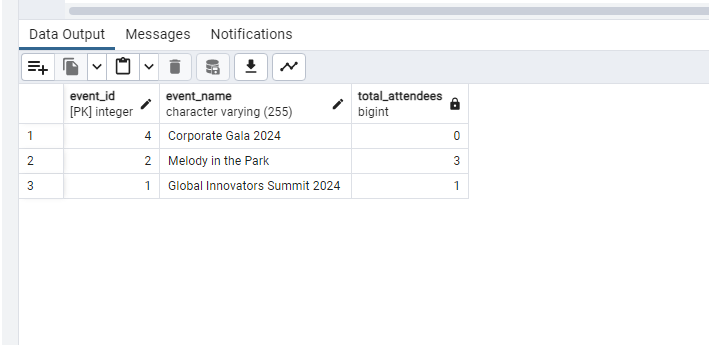 Data Output Messages Notifications
event_id event_name total_attendees
[PK] integer character varying (255) bigint
1 4 Corporate Gala 2024 0
2 2 Melody in the Park 3
3 1 Global Innovators Summit 2024 1